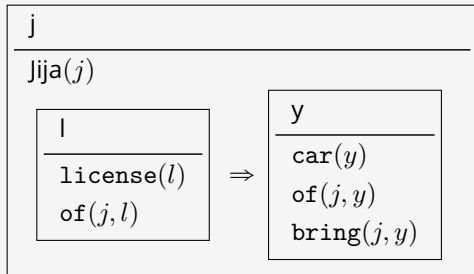 j
Jija(j)
l
license(l)
of(j, l)
⇒
y
car(y)
of(j, y)
bring(j, y)